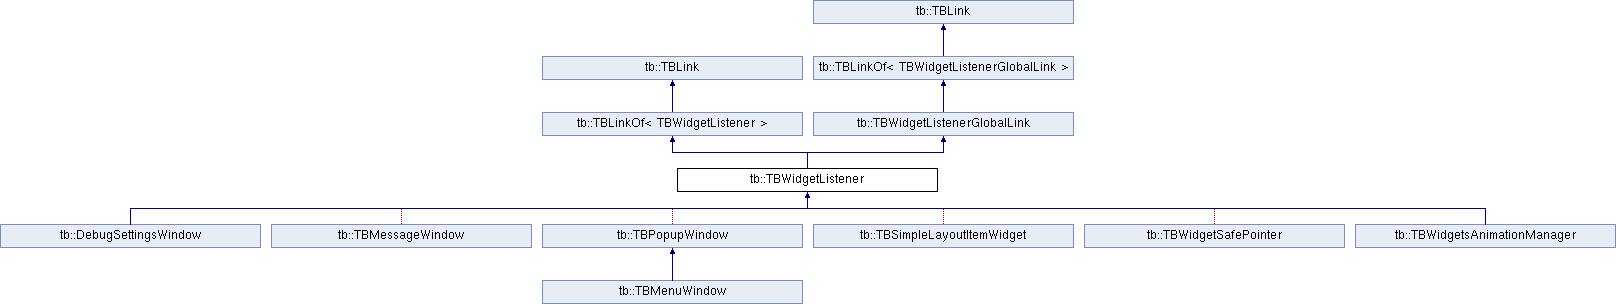 tb::TBLink
tb::TBLink
tb::TBLinkOf< TBWidgetListenerGlobalLink >
tb::TBLinkOf< TBWidgetListener >
tb::TBWidgetListenerGlobalLink
tb::TBWidgetListener
tb::DebugSettingsWindow
tb::TBMessageWindow
tb::TBPopupWindow
tb::TBSimpleLayoutItemWidget
tb::TBWidgetSafePointer
tb::TBWidgetsAnimationManager
tb::TBMenuWindow